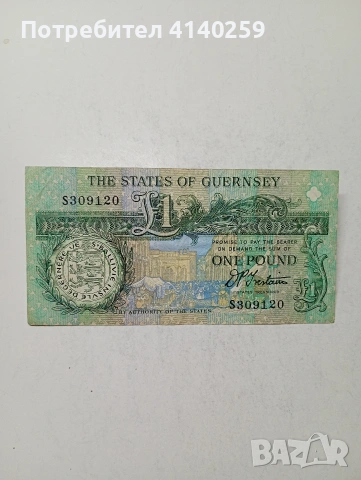 Потребител 4140259
THE STATES OF GUERNSEY
S309120
£1
PROMISE TO PAY THE BEARER
ON DEMAND THE SUM OF
ONE POUND
S309120
£1
BY AUTHORITY OF THE STATES
BAZAR